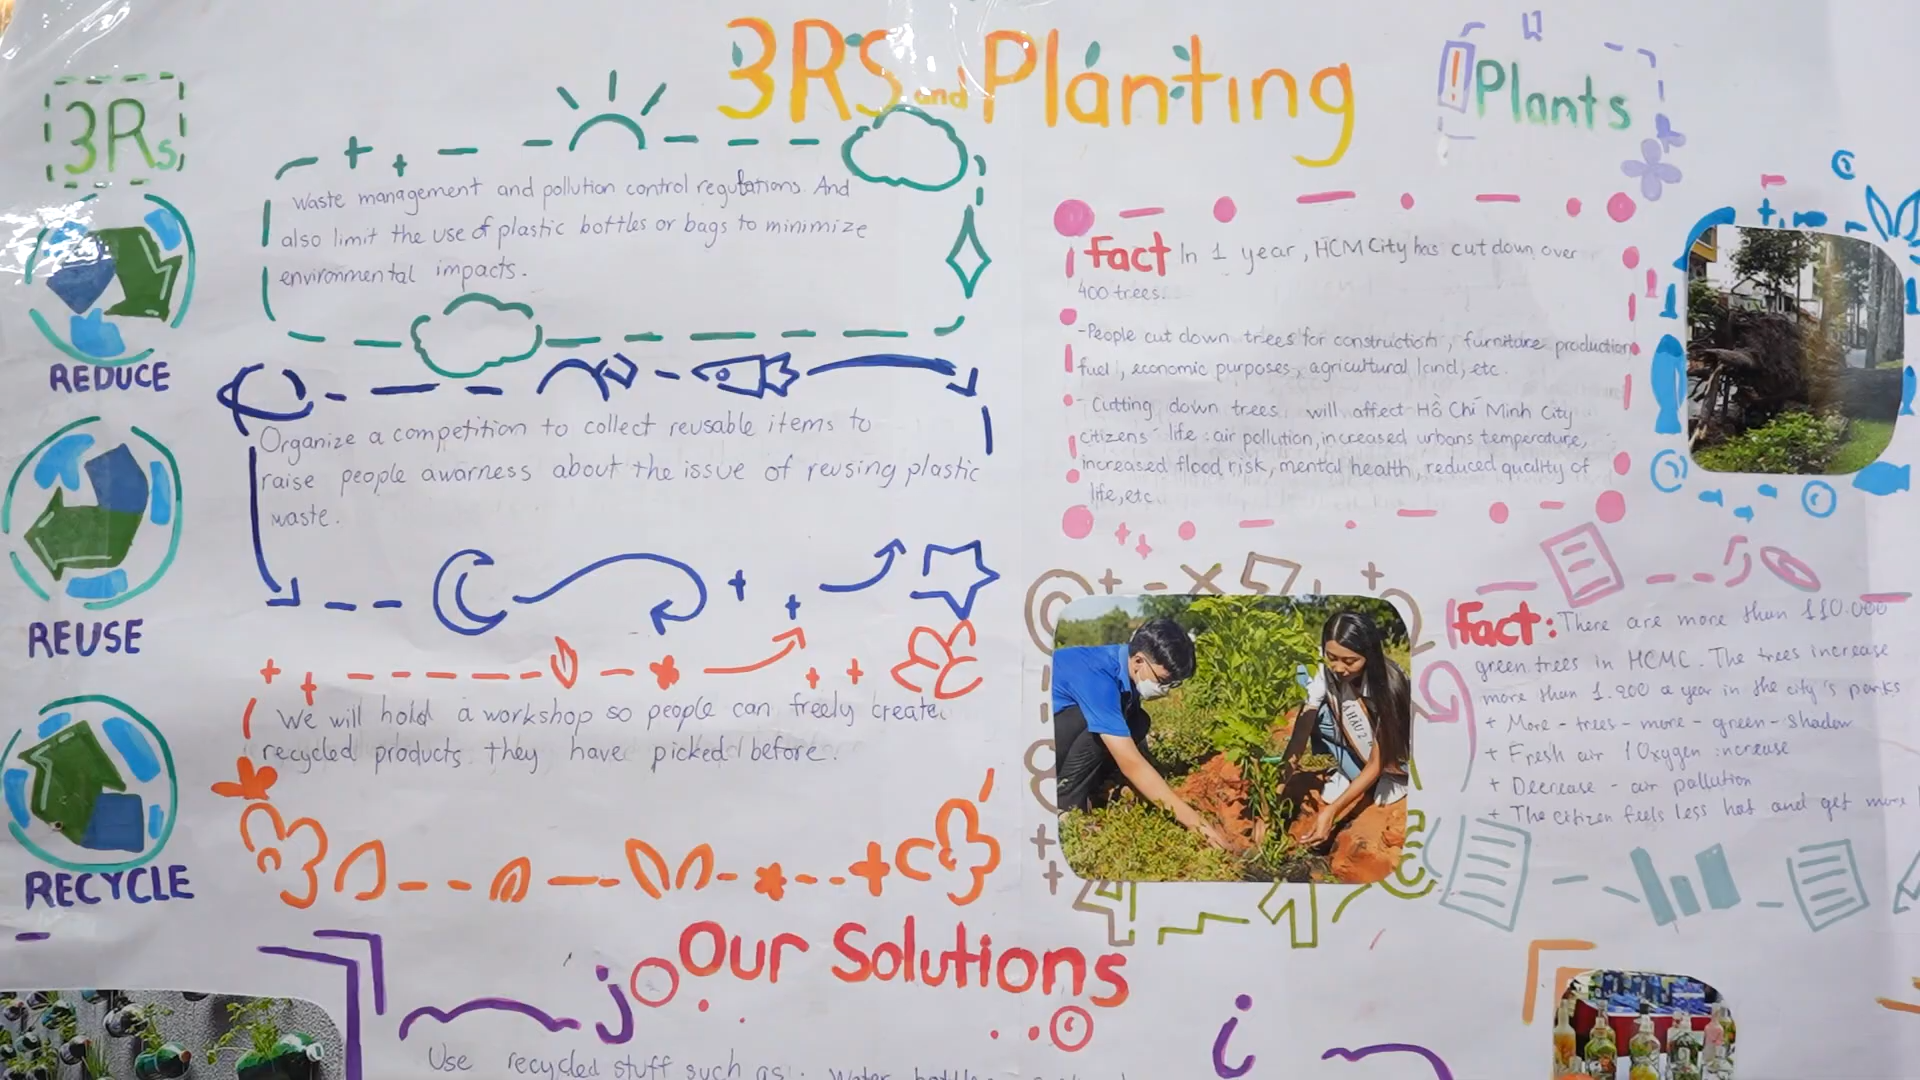 3Rs and Planting
3Rs
Waste management and pollution control regulations. And
also limit the use of plastic bottles or bags to minimize
environmental impacts.
REDUCE
Organize a competition to collect reusable items to
raise people awarness about the issue of reusing plastic
waste.
REUSE
We will hold a workshop so people can freely create
recycled products they have picked before.
RECYCLE
! Plants
Fact In 1 year, HCM City has cut down over
400 trees.
-People cut down trees for construction, furniture production
fuel, economic purposes, agricultural land, etc.
- Cutting down trees will affect Hồ Chí Minh City
citizens' life: air pollution, increased urbans temperature,
increased flood risk, mental health, reduced quality of
life, etc.
Fact: There are more than 110.000
green trees in HCMC. The trees increase
more than 1.200 a year in the city's parks
+ More - trees - more - green - shadow
+ Fresh air / Oxygen increase
+ Decrease - air pollution
+ The citizen feels less hot and get more
Our Solutions
Use recycled stuff such as: Water bottles